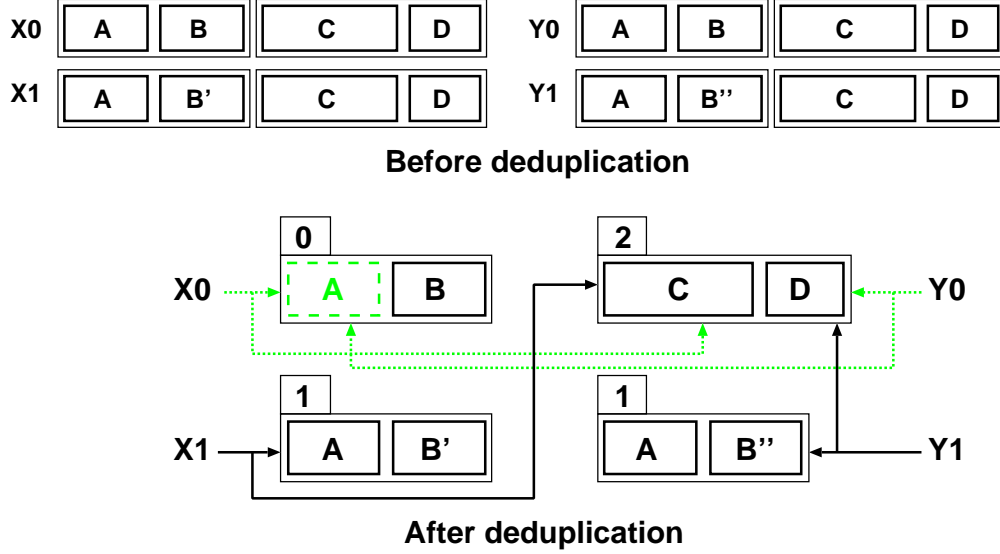 X0 A B C D Y0 A B C D
X1 A B' C D Y1 A B'' C D
Before deduplication
0 2
X0 A B C D Y0
1 1
X1 A B' A B'' Y1
After deduplication